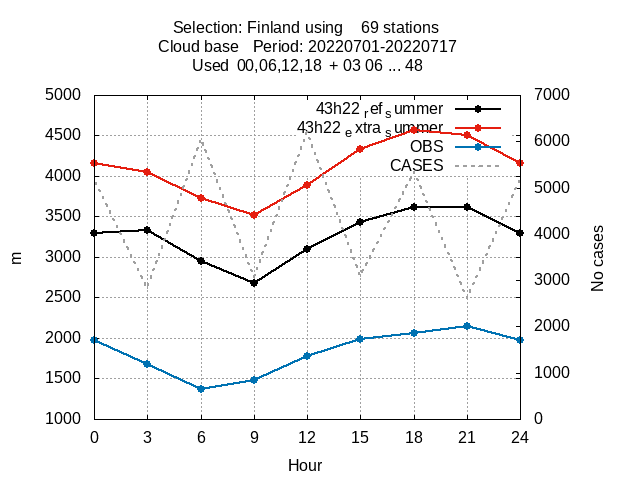 Selection: Finland using 69 stations
Cloud base Period: 20220701-20220717
Used 00,06,12,18 + 03 06 ... 48
5000
4500
4000
3500
3000
2500
2000
1500
1000
m
43h22 ref summer
43h22 extra summer
OBS
CASES
7000
6000
5000
4000
3000
2000
1000
0
No cases
0 3 6 9 12 15 18 21 24
Hour